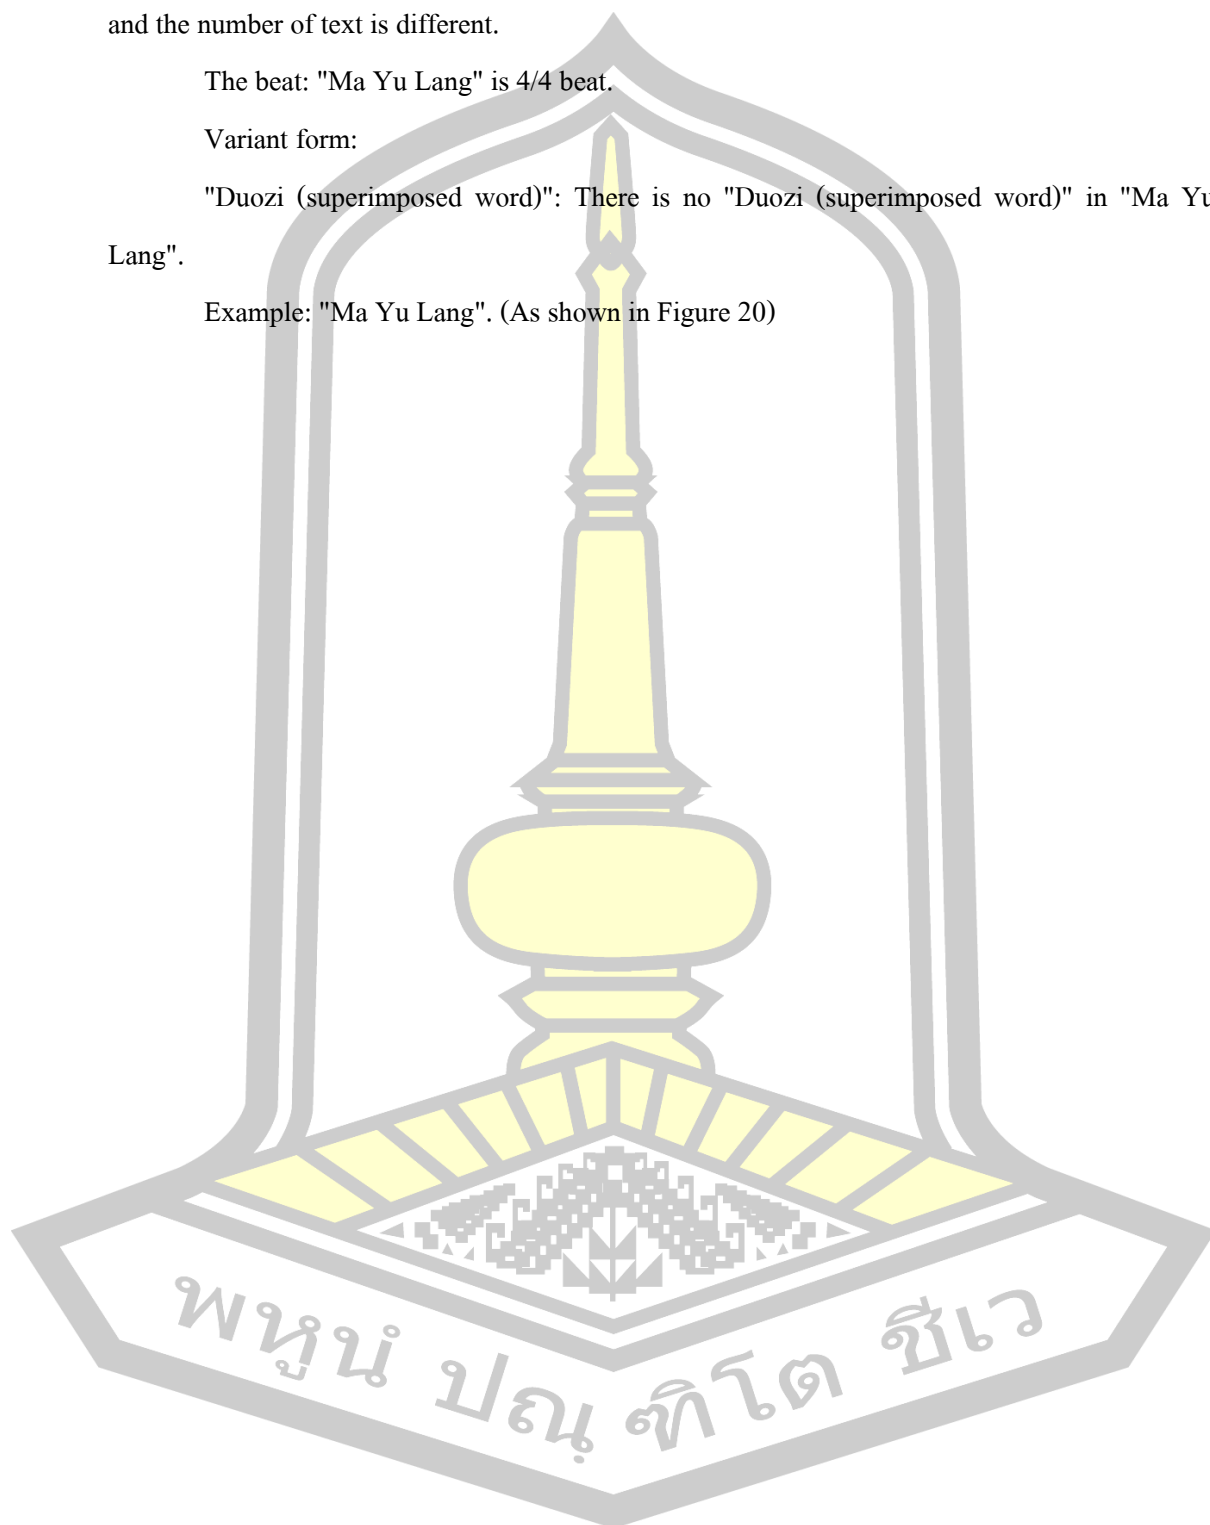 and the number of text is different.
The beat: "Ma Yu Lang" is 4/4 beat.
Variant form:
"Duozi (superimposed word)": There is no "Duozi (superimposed word)" in "Ma Yu
Lang".
Example: "Ma Yu Lang". (As shown in Figure 20)
พหูนํ ปณฺฑิโต ชีเว